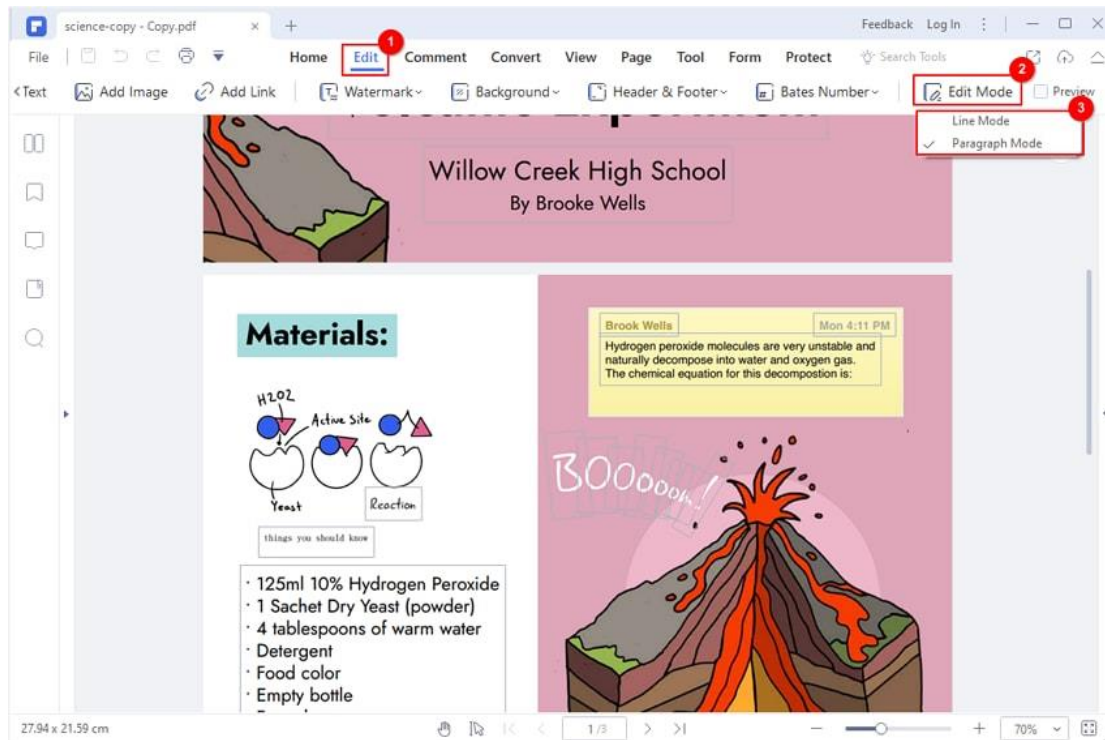 science-copy - Copy.pdf × + Feedback Log In
1
File Home Edit Comment Convert View Page Tool Form Protect Search Tools
2
<Text Add Image Add Link Watermark Background Header & Footer Bates Number Edit Mode Preview
3
Line Mode
Paragraph Mode
Willow Creek High School
By Brooke Wells
Materials:
H2O2
Active Site
Yeast
Reaction
things you should know
· 125ml 10% Hydrogen Peroxide
· 1 Sachet Dry Yeast (powder)
· 4 tablespoons of warm water
· Detergent
· Food color
· Empty bottle
Brook Wells Mon 4:11 PM
Hydrogen peroxide molecules are very unstable and
naturally decompose into water and oxygen gas.
The chemical equation for this decompostion is:
BOOooom!
27.94 x 21.59 cm 1 /3 70%